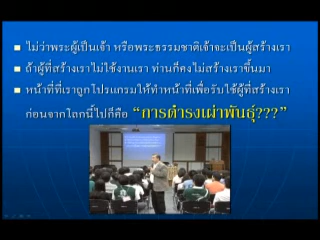 ไม่ว่าพระผู้เป็นเจ้า หรือพระธรรมชาติเจ้าจะเป็นผู้สร้างเรา
ถ้าผู้ที่สร้างเราไม่ใช้งานเรา ท่านก็คงไม่สร้างเราขึ้นมา
หน้าที่ที่เราถูกโปรแกรมให้ทำหน้าที่เพื่อรับใช้ผู้ที่สร้างเรา
ก่อนจากโลกนี้ไปก็คือ “การดำรงเผ่าพันธุ์???”